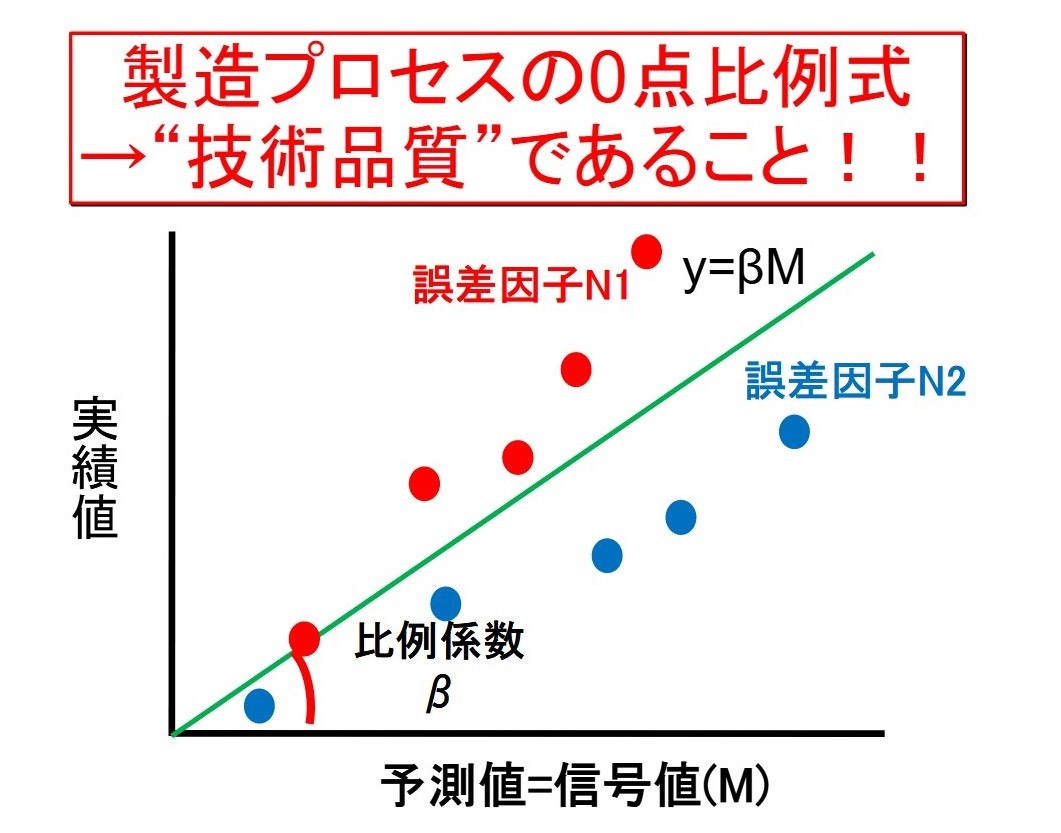 製造プロセスの0点比例式
→“技術品質”であること！！
誤差因子N1
y=βM
誤差因子N2
実績値
比例係数
β
予測値=信号値(M)